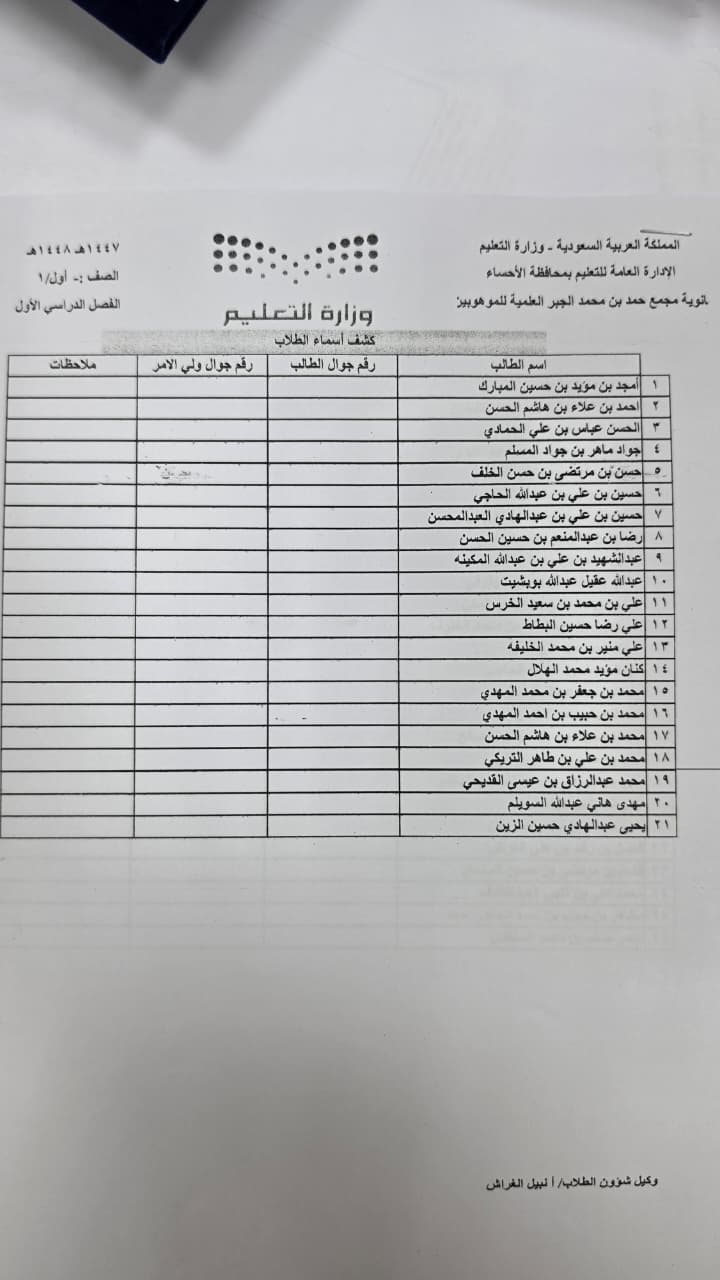 المملكة العربية السعودية - وزارة التعليم
الإدارة العامة للتعليم بمحافظة الأحساء
انوية مجمع حمد بن محمد الجبر العلمية للموهوبين
وزارة التعليم
١٤٤٧هـ ١٤٤٨هـ
الصف :- أول/١
الفصل الدراسي الأول
كشف أسماء الطلاب
اسم الطالب رقم جوال الطالب رقم جوال ولي الامر ملاحظات
١ أمجد بن مؤيد بن حسين المبارك
٢ احمد بن علاء بن هاشم الحسن
٣ الحسن عباس بن علي الحمادي
٤ جواد ماهر بن جواد المسلم
٥ حسن بن مرتضى بن حسن الخلف
٦ حسين بن علي بن عبدالله الحاجي
٧ حسين بن علي بن عبدالهادي العبدالمحسن
٨ رضا بن عبدالمنعم بن حسين الحسن
٩ عبدالشهيد بن علي بن عبدالله المكينه
١٠ عبدالله عقيل عبدالله بوبشيت
١١ علي بن محمد بن سعيد الخرس
١٢ علي رضا حسين البطاط
١٣ علي منير بن محمد الخليفه
١٤ كنان مؤيد محمد الهلال
١٥ محمد بن جعفر بن محمد المهدي
١٦ محمد بن حبيب بن احمد المهدي
١٧ محمد بن علاء بن هاشم الحسن
١٨ محمد بن علي بن طاهر التريكي
١٩ محمد عبدالرزاق بن عيسى القديحي
٢٠ مهدي هاني عبدالله السويلم
٢١ يحيى عبدالهادي حسين الزين
وكيل شؤون الطلاب/ أ نبيل الفراش